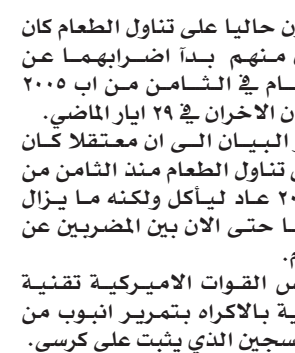 ن حاليا على تناول الطعام كان
منهم بدآ اضرابهما عن
ام في الثامن من اب ٢٠٠٥
ن الاخران في ٢٩ ايار الماضي.
البيان الى ان معتقلا كان
تناول الطعام منذ الثامن من
٢٠ عاد ليأكل ولكنه ما يزال
ا حتى الان بين المضربين عن
م.
س القوات الاميركية تقنية
ية بالاكراه بتمرير انبوب من
سجين الذي يثبت على كرسي.